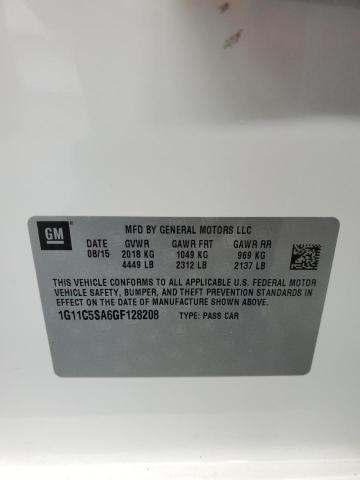 GM
MFD BY GENERAL MOTORS LLC
DATE GVWR GAWR FRT GAWR RR
08/15 2018 KG 1049 KG 969 KG
4449 LB 2312 LB 2137 LB
THIS VEHICLE CONFORMS TO ALL APPLICABLE U.S. FEDERAL MOTOR
VEHICLE SAFETY, BUMPER, AND THEFT PREVENTION STANDARDS
IN EFFECT ON THE DATE OF MANUFACTURE SHOWN ABOVE.
1G11C5SA6GF128208 TYPE: PASS CAR